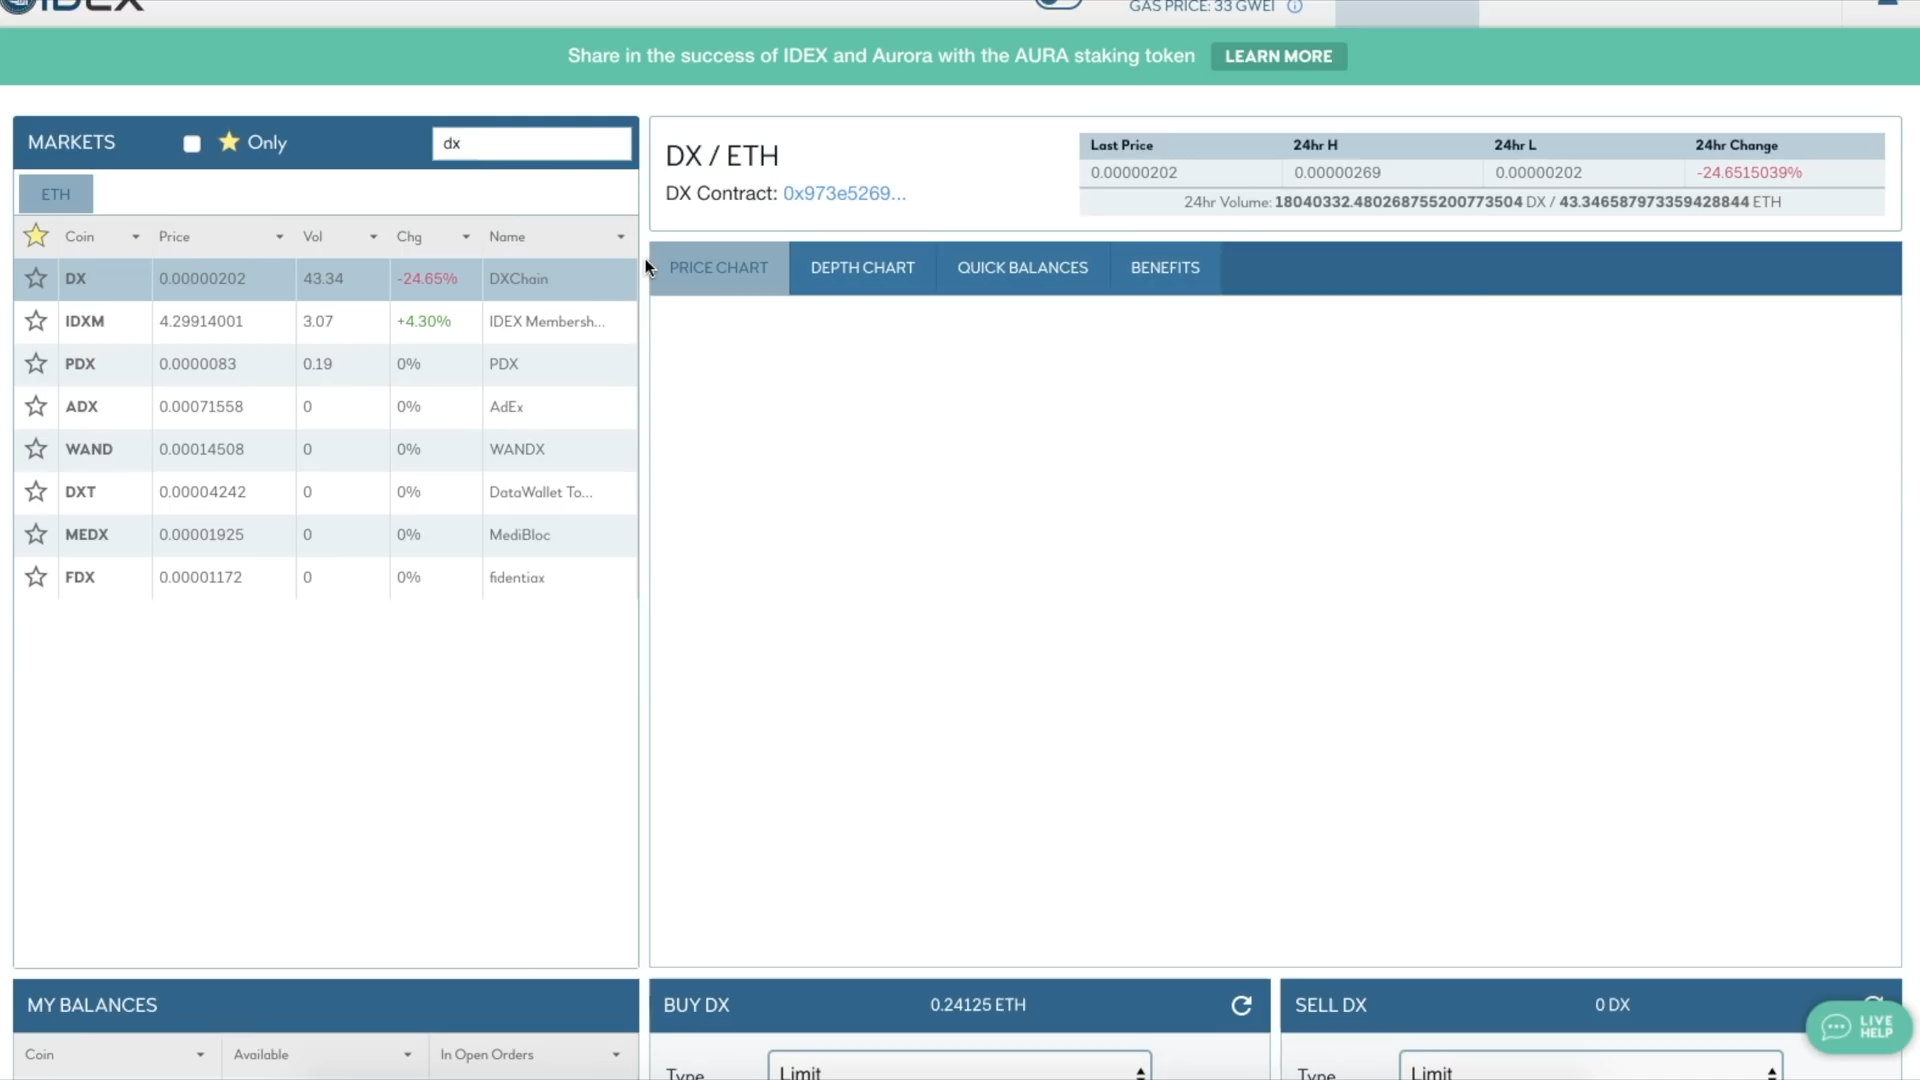 IDEX
GAS PRICE: 33 GWEI
Share in the success of IDEX and Aurora with the AURA staking token LEARN MORE
MARKETS Only dx
ETH
Coin Price Vol Chg Name
DX 0.00000202 43.34 -24.65% DXChain
IDXM 4.29914001 3.07 +4.30% IDEX Membersh...
PDX 0.0000083 0.19 0% PDX
ADX 0.00071558 0 0% AdEx
WAND 0.00014508 0 0% WANDX
DXT 0.00004242 0 0% DataWallet To...
MEDX 0.00001925 0 0% MediBloc
FDX 0.00001172 0 0% fidentiax
DX / ETH
DX Contract: 0x973e5269...
Last Price 24hr H 24hr L 24hr Change
0.00000202 0.00000269 0.00000202 -24.6515039%
24hr Volume: 18040332.480268755200773504 DX / 43.346587973359428844 ETH
PRICE CHART DEPTH CHART QUICK BALANCES BENEFITS
MY BALANCES
Coin Available In Open Orders
BUY DX 0.24125 ETH
Type Limit
SELL DX 0 DX
Type Limit
LIVE
HELP